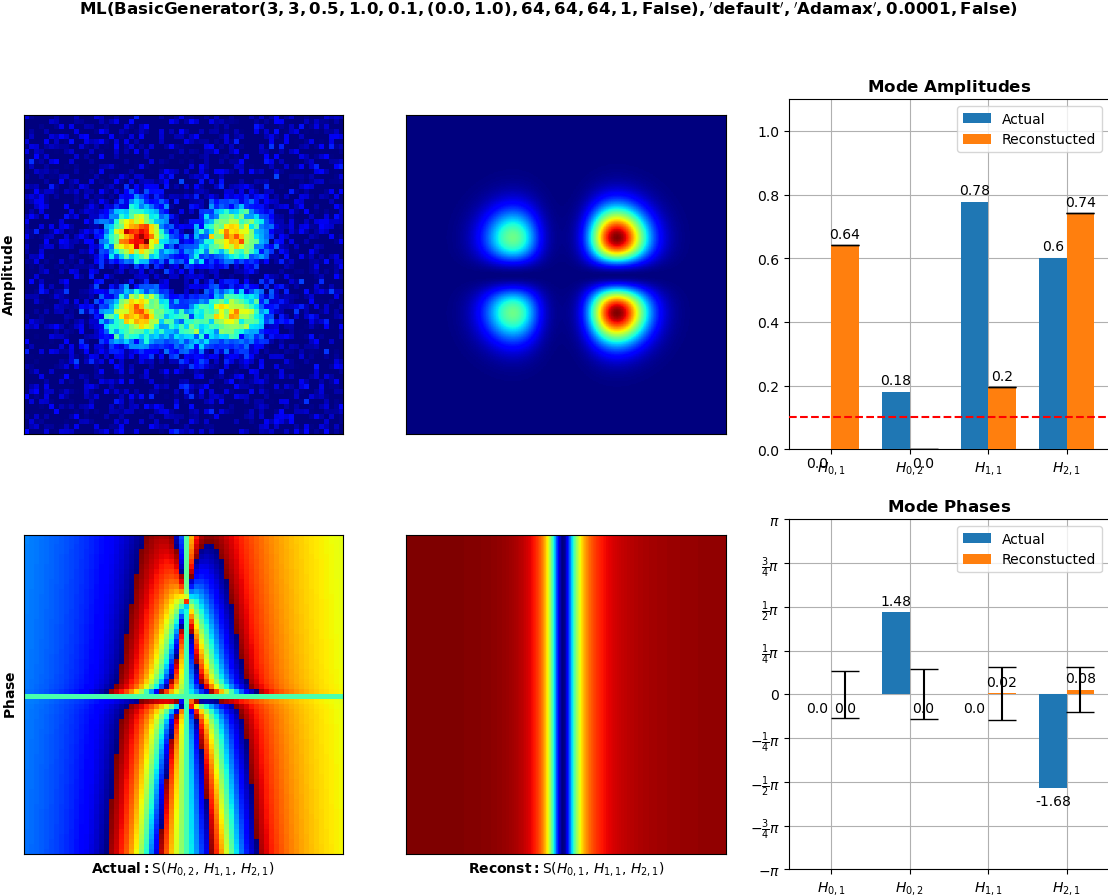 ML(BasicGenerator(3, 3, 0.5, 1.0, 0.1, (0.0, 1.0), 64, 64, 64, 1, False), ′default′, ′Adamax′, 0.0001, False)
Amplitude
Mode Amplitudes
Actual
Reconstucted
1.0
0.8
0.6
0.4
0.2
0.0
0.0
0.64
0.18
0.0
0.78
0.2
0.6
0.74
H0,1
H0,2
H1,1
H2,1
Phase
Actual: S(H0,2, H1,1, H2,1)
Reconst: S(H0,1, H1,1, H2,1)
Mode Phases
Actual
Reconstucted
π
3/4π
1/2π
1/4π
0
−1/4π
−1/2π
−3/4π
−π
0.0
0.0
1.48
0.0
0.0
0.02
-1.68
0.08
H0,1
H0,2
H1,1
H2,1